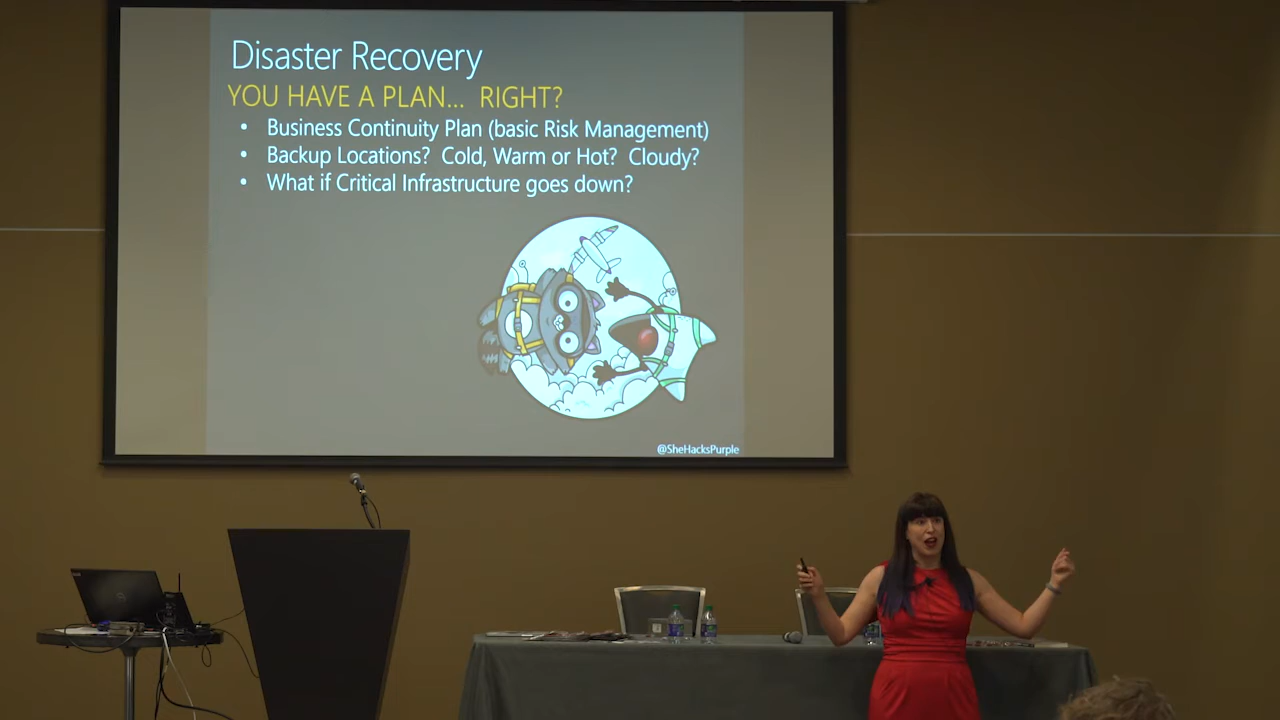 Disaster Recovery
YOU HAVE A PLAN... RIGHT?
• Business Continuity Plan (basic Risk Management)
• Backup Locations? Cold, Warm or Hot? Cloudy?
• What if Critical Infrastructure goes down?
@SheHacksPurple